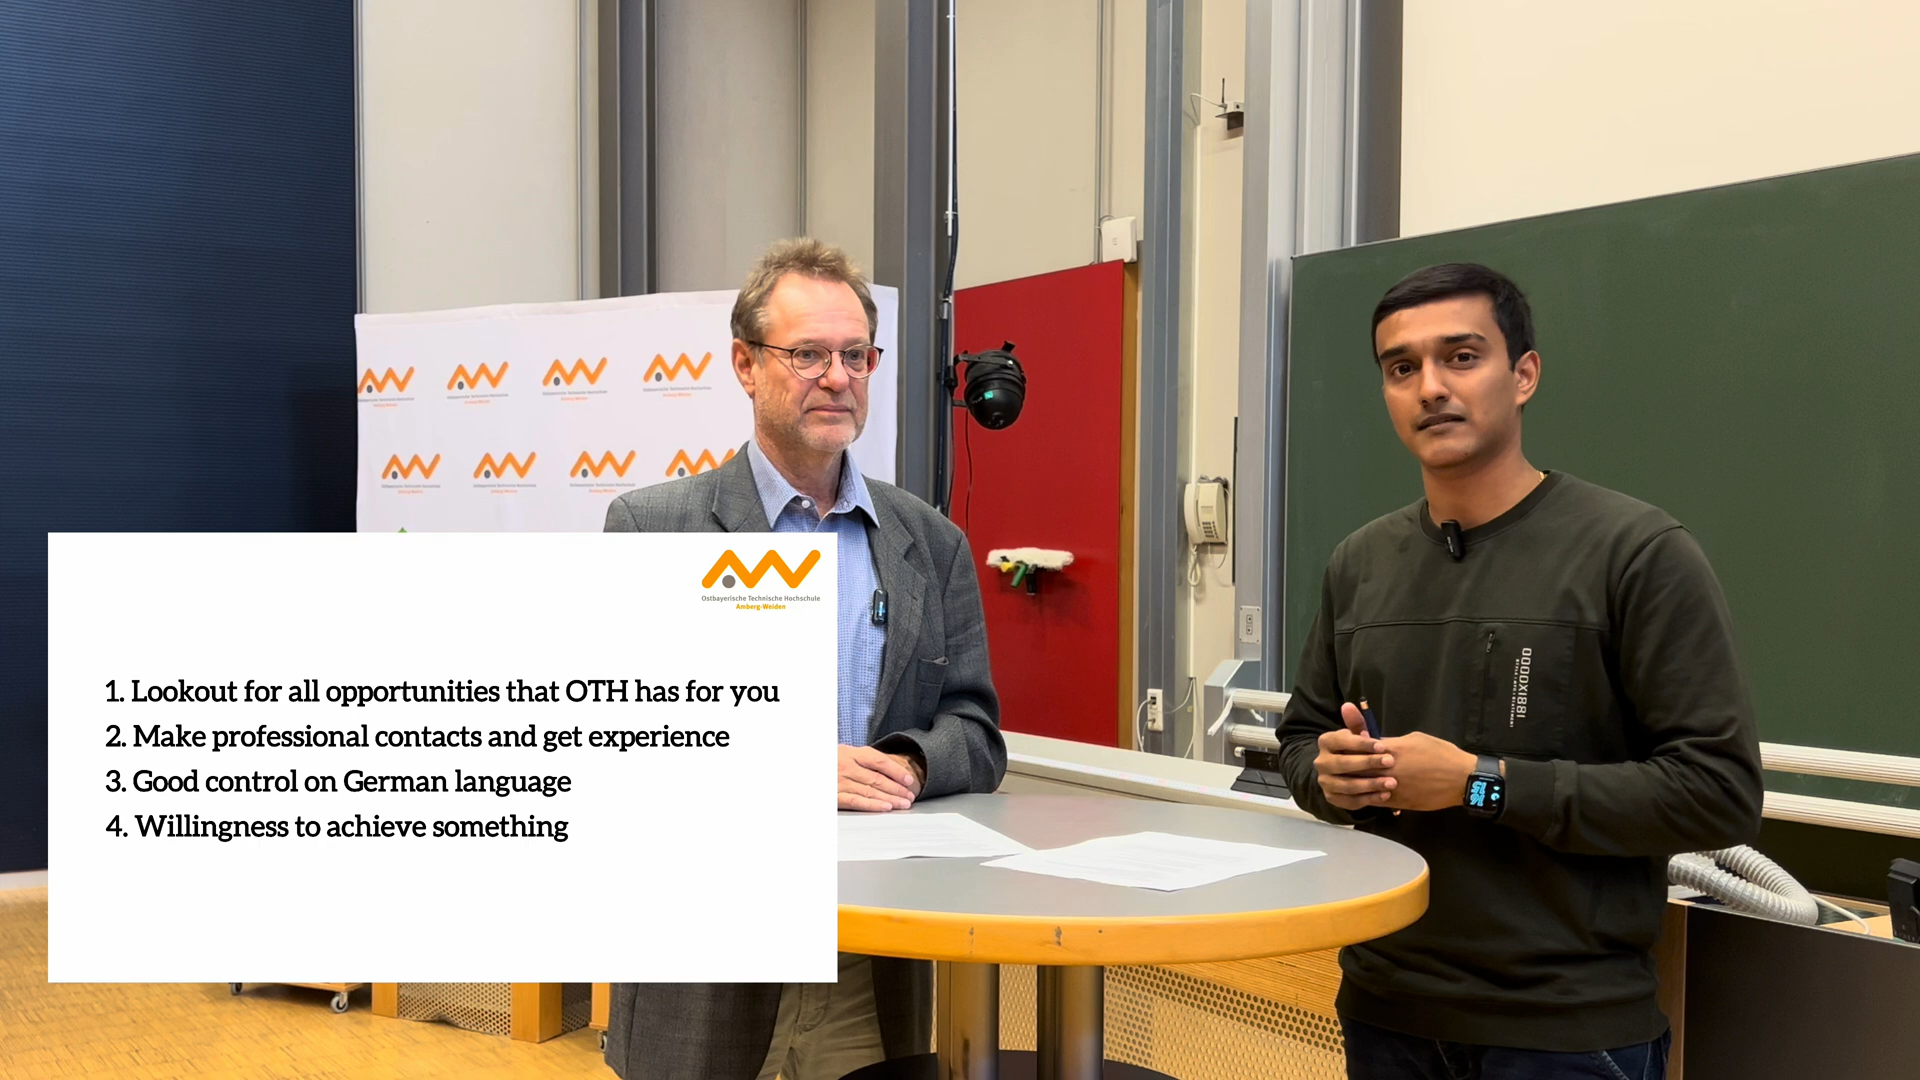 Ostbayerische Technische Hochschule
Amberg-Weiden
1. Lookout for all opportunities that OTH has for you
2. Make professional contacts and get experience
3. Good control on German language
4. Willingness to achieve something